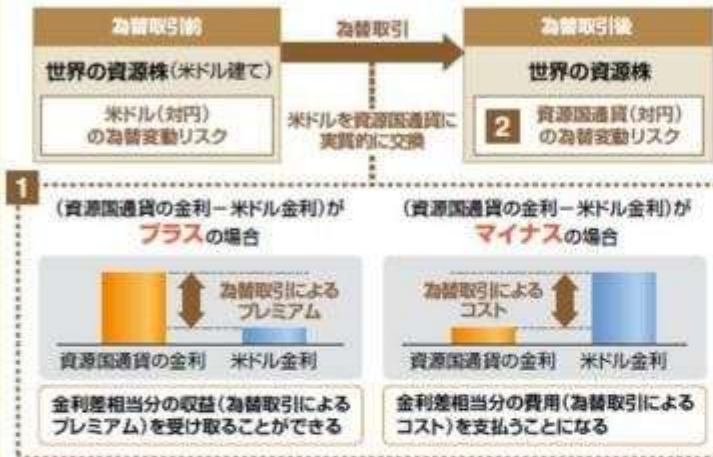 為替取引前
為替取引
為替取引後
世界の資源株(米ドル建て)
世界の資源株
米ドル(対円)
の為替変動リスク
米ドルを資源国通貨に
実質的に交換
2
資源国通貨(対円)
の為替変動リスク
1
(資源国通貨の金利−米ドル金利)が
プラスの場合
為替取引による
プレミアム
資源国通貨の金利
米ドル金利
金利差相当分の収益(為替取引による
プレミアム)を受け取ることができる
(資源国通貨の金利−米ドル金利)が
マイナスの場合
為替取引による
コスト
資源国通貨の金利
米ドル金利
金利差相当分の費用(為替取引による
コスト)を支払うことになる